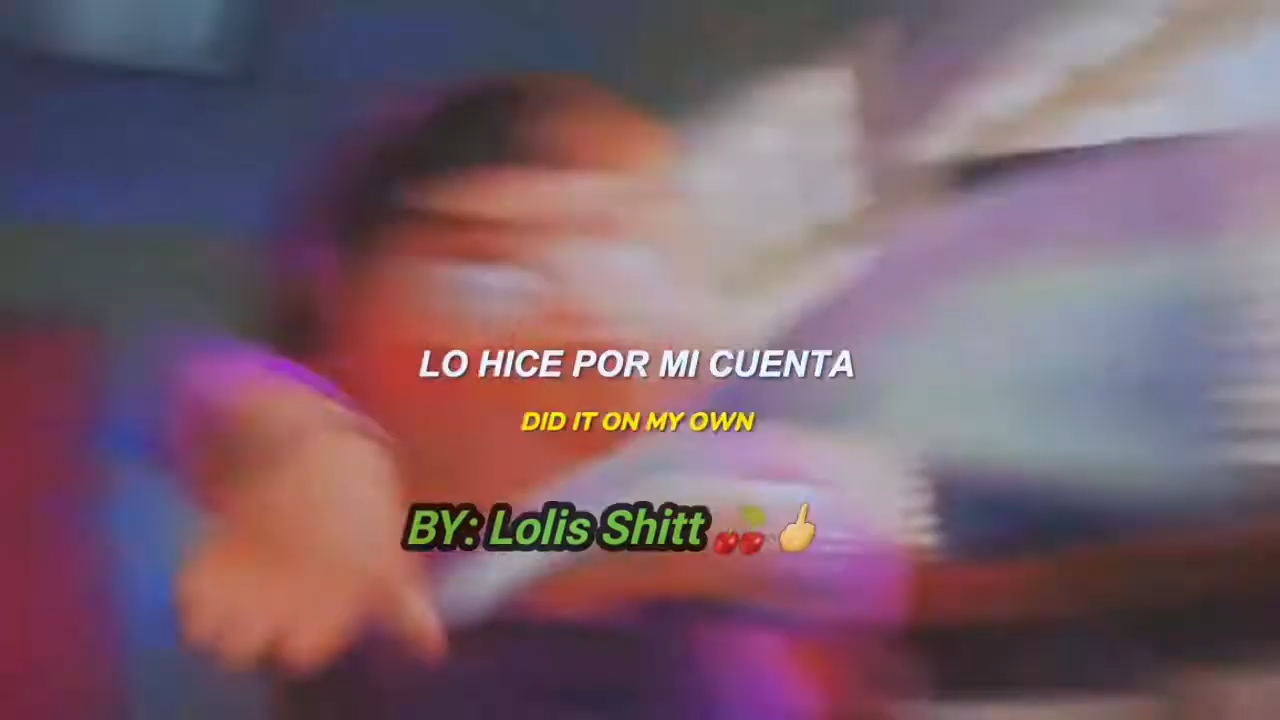 LO HICE POR MI CUENTA
DID IT ON MY OWN
BY: Lolis Shitt 🍒🖕